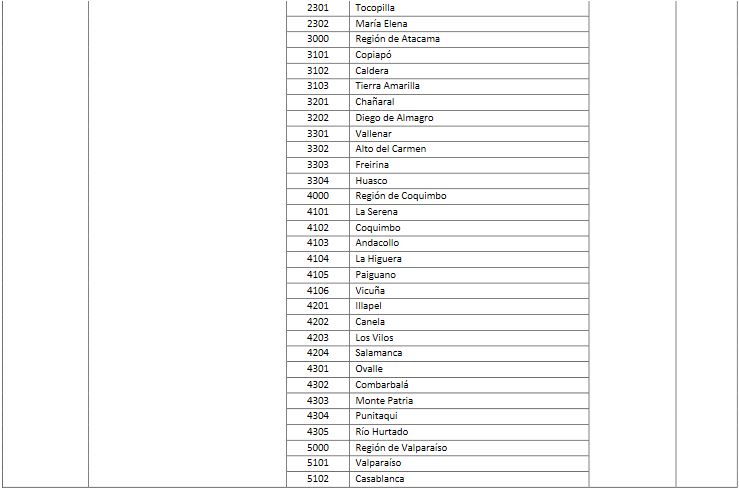 2301 Tocopilla
2302 María Elena
3000 Región de Atacama
3101 Copiapó
3102 Caldera
3103 Tierra Amarilla
3201 Chañaral
3202 Diego de Almagro
3301 Vallenar
3302 Alto del Carmen
3303 Freirina
3304 Huasco
4000 Región de Coquimbo
4101 La Serena
4102 Coquimbo
4103 Andacollo
4104 La Higuera
4105 Paiguano
4106 Vicuña
4201 Illapel
4202 Canela
4203 Los Vilos
4204 Salamanca
4301 Ovalle
4302 Combarbalá
4303 Monte Patria
4304 Punitaqui
4305 Río Hurtado
5000 Región de Valparaíso
5101 Valparaíso
5102 Casablanca